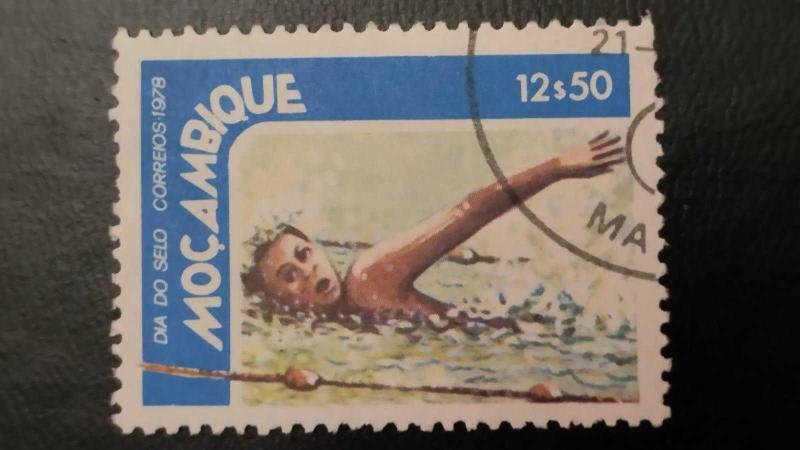 DIA DO SELO CORREIOS·1978
MOÇAMBIQUE
12$50
21-
MA